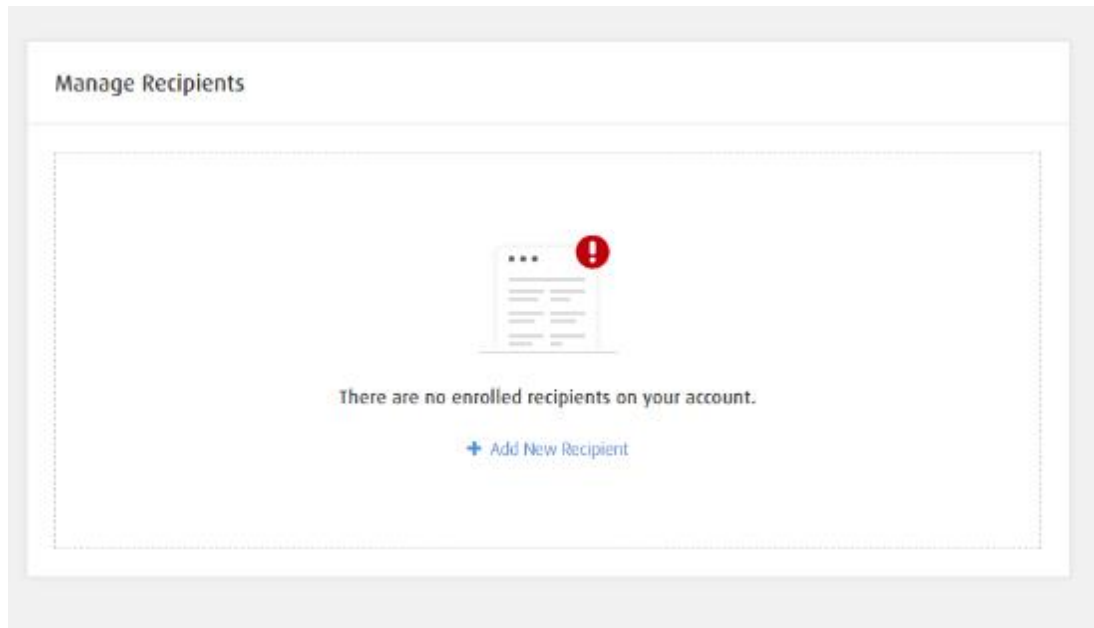 Manage Recipients
There are no enrolled recipients on your account.
+ Add New Recipient